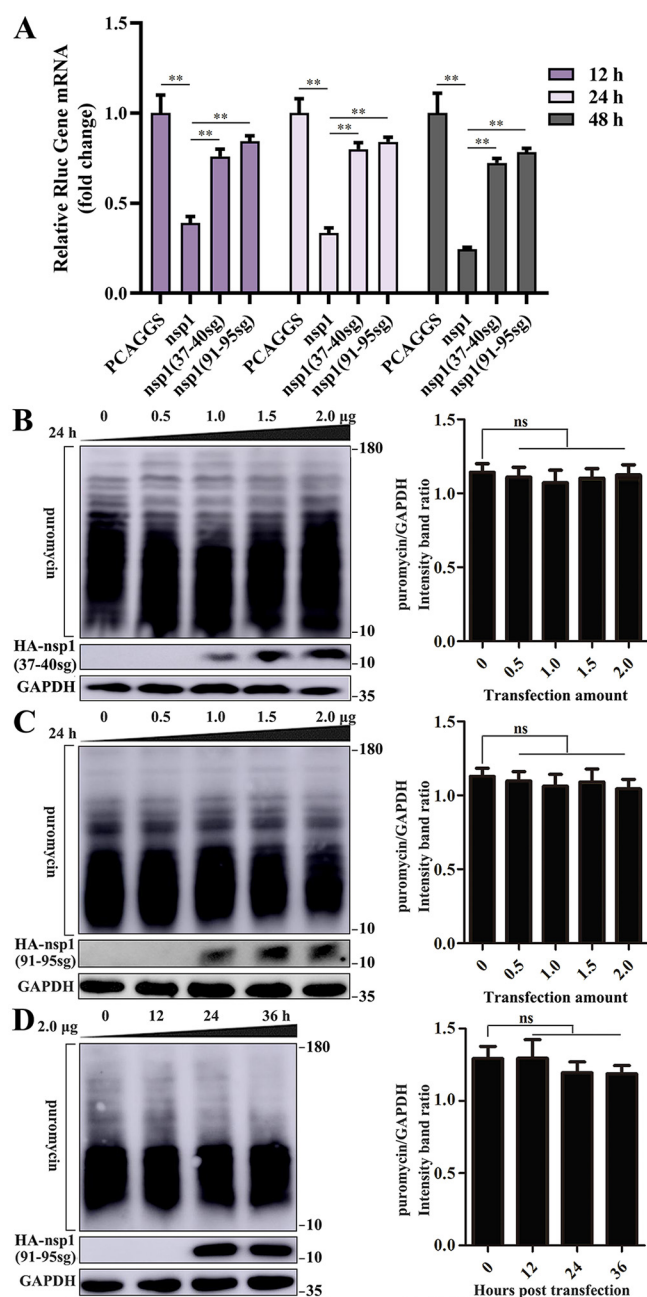 A
Relative Rluc Gene mRNA
(fold change)
1.5
1.0
0.5
0.0
** ** ** ** ** ** ** ** **
12 h
24 h
48 h
PCAGGS nsp1 nsp1(37-40sg) nsp1(91-95sg) PCAGGS nsp1 nsp1(37-40sg) nsp1(91-95sg) PCAGGS nsp1 nsp1(37-40sg) nsp1(91-95sg)
B
0 0.5 1.0 1.5 2.0 μg
24 h
puromycin
-180
-10
HA-nsp1
(37-40sg)
-10
GAPDH
-35
puromycin/GAPDH
Intensity band ratio
1.5
1.0
0.5
0.0
ns
0 0.5 1.0 1.5 2.0
Transfection amount
C
0 0.5 1.0 1.5 2.0 μg
24 h
puromycin
-180
-10
HA-nsp1
(91-95sg)
-10
GAPDH
-35
puromycin/GAPDH
Intensity band ratio
1.5
1.0
0.5
0.0
ns
0 0.5 1.0 1.5 2.0
Transfection amount
D
0 12 24 36 h
2.0 μg
puromycin
-180
-10
HA-nsp1
(91-95sg)
-10
GAPDH
-35
puromycin/GAPDH
Intensity band ratio
1.5
1.0
0.5
0.0
ns
0 12 24 36
Hours post transfection